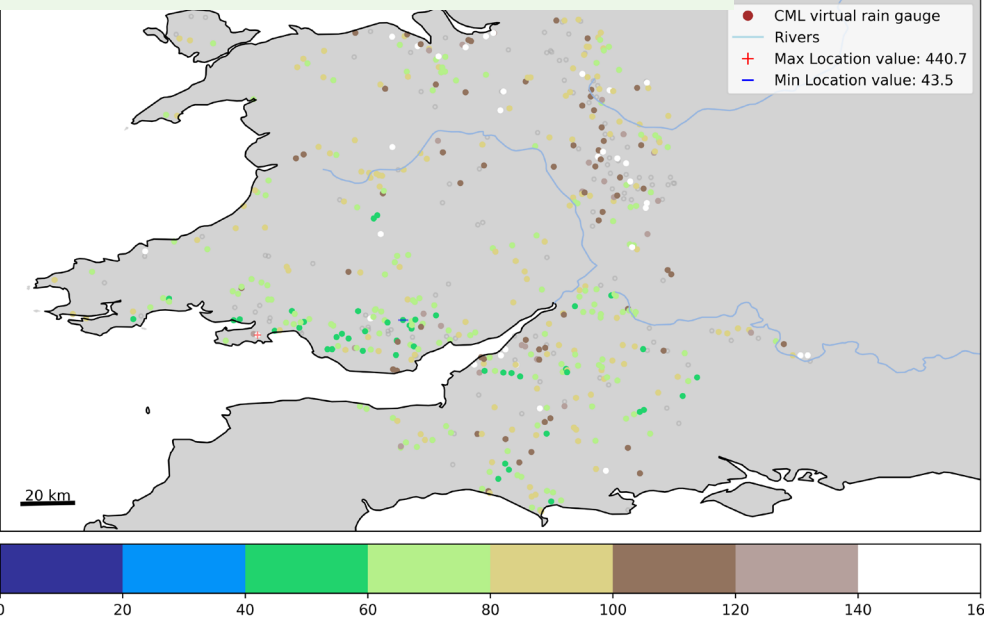 CML virtual rain gauge
Rivers
Max Location value: 440.7
Min Location value: 43.5
20 km
0 20 40 60 80 100 120 140 16